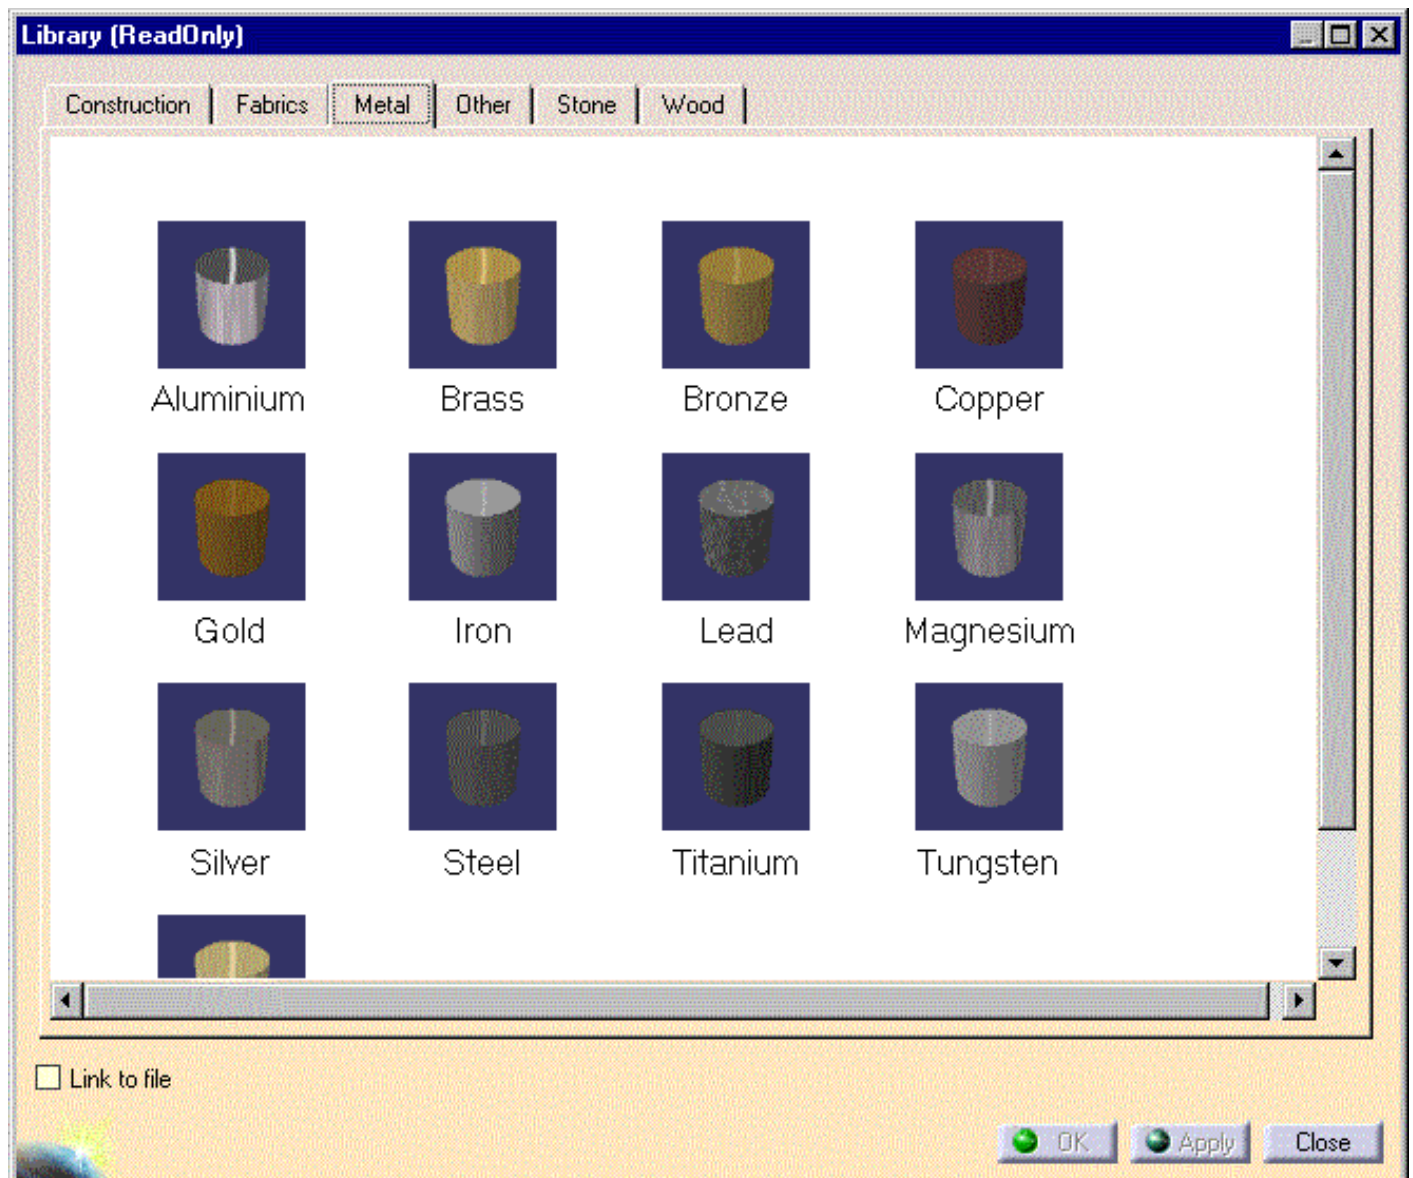 Library (ReadOnly)
Construction Fabrics Metal Other Stone Wood
Aluminium Brass Bronze Copper
Gold Iron Lead Magnesium
Silver Steel Titanium Tungsten
Link to file
OK Apply Close